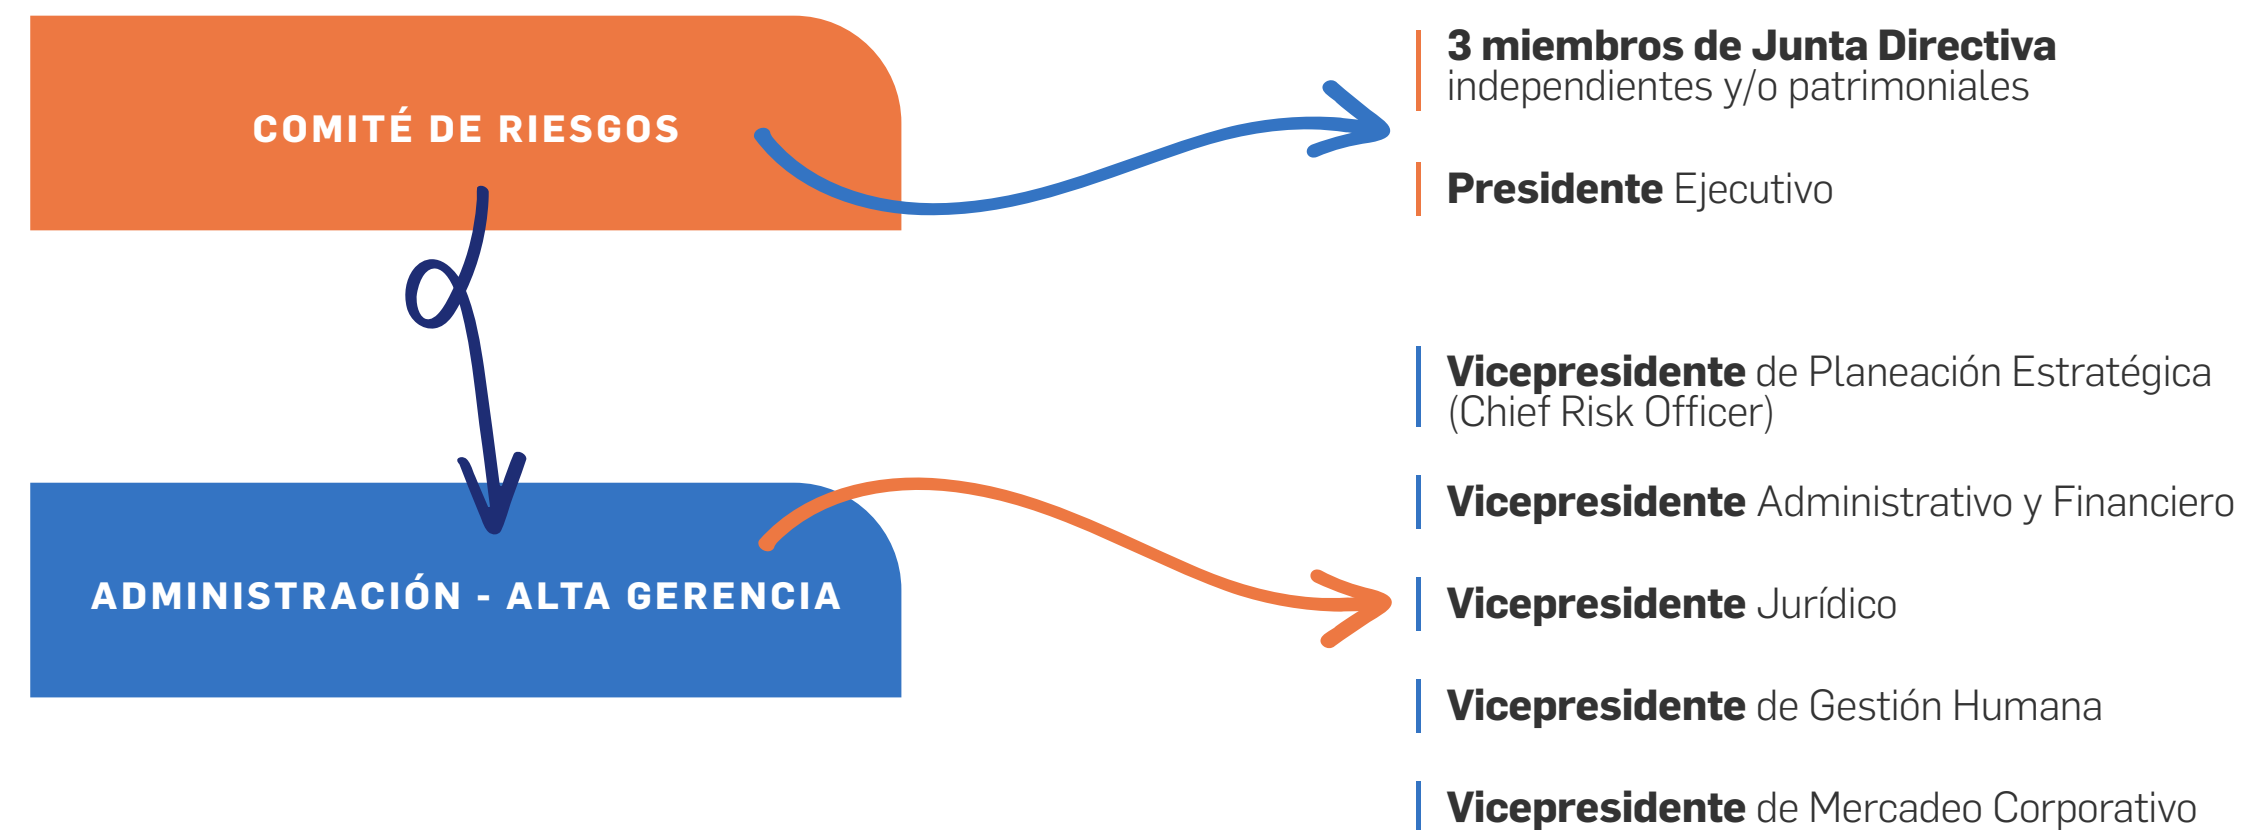 COMITÉ DE RIESGOS
3 miembros de Junta Directiva
independientes y/o patrimoniales
Presidente Ejecutivo
ADMINISTRACIÓN - ALTA GERENCIA
Vicepresidente de Planeación Estratégica
(Chief Risk Officer)
Vicepresidente Administrativo y Financiero
Vicepresidente Jurídico
Vicepresidente de Gestión Humana
Vicepresidente de Mercadeo Corporativo